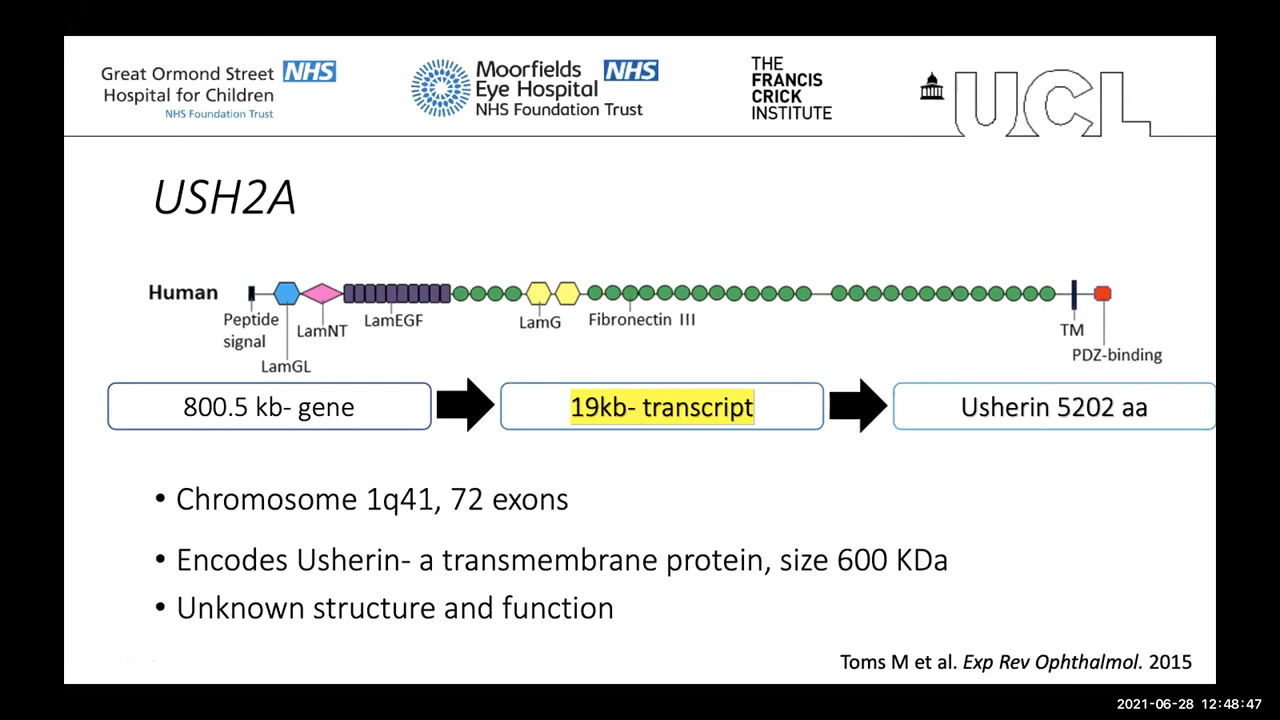 Great Ormond Street NHS
Hospital for Children
NHS Foundation Trust
Moorfields NHS
Eye Hospital
NHS Foundation Trust
THE
FRANCIS
CRICK
INSTITUTE
UCL
USH2A
Human
Peptide
signal
LamGL
LamNT
LamEGF
LamG
Fibronectin III
TM
PDZ-binding
800.5 kb- gene
19kb- transcript
Usherin 5202 aa
• Chromosome 1q41, 72 exons
• Encodes Usherin- a transmembrane protein, size 600 KDa
• Unknown structure and function
Toms M et al. Exp Rev Ophthalmol. 2015
2021-06-28 12:48:47